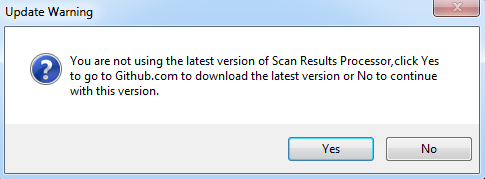 Update Warning
You are not using the latest version of Scan Results Processor,click Yes
to go to Github.com to download the latest version or No to continue
with this version.
Yes
No